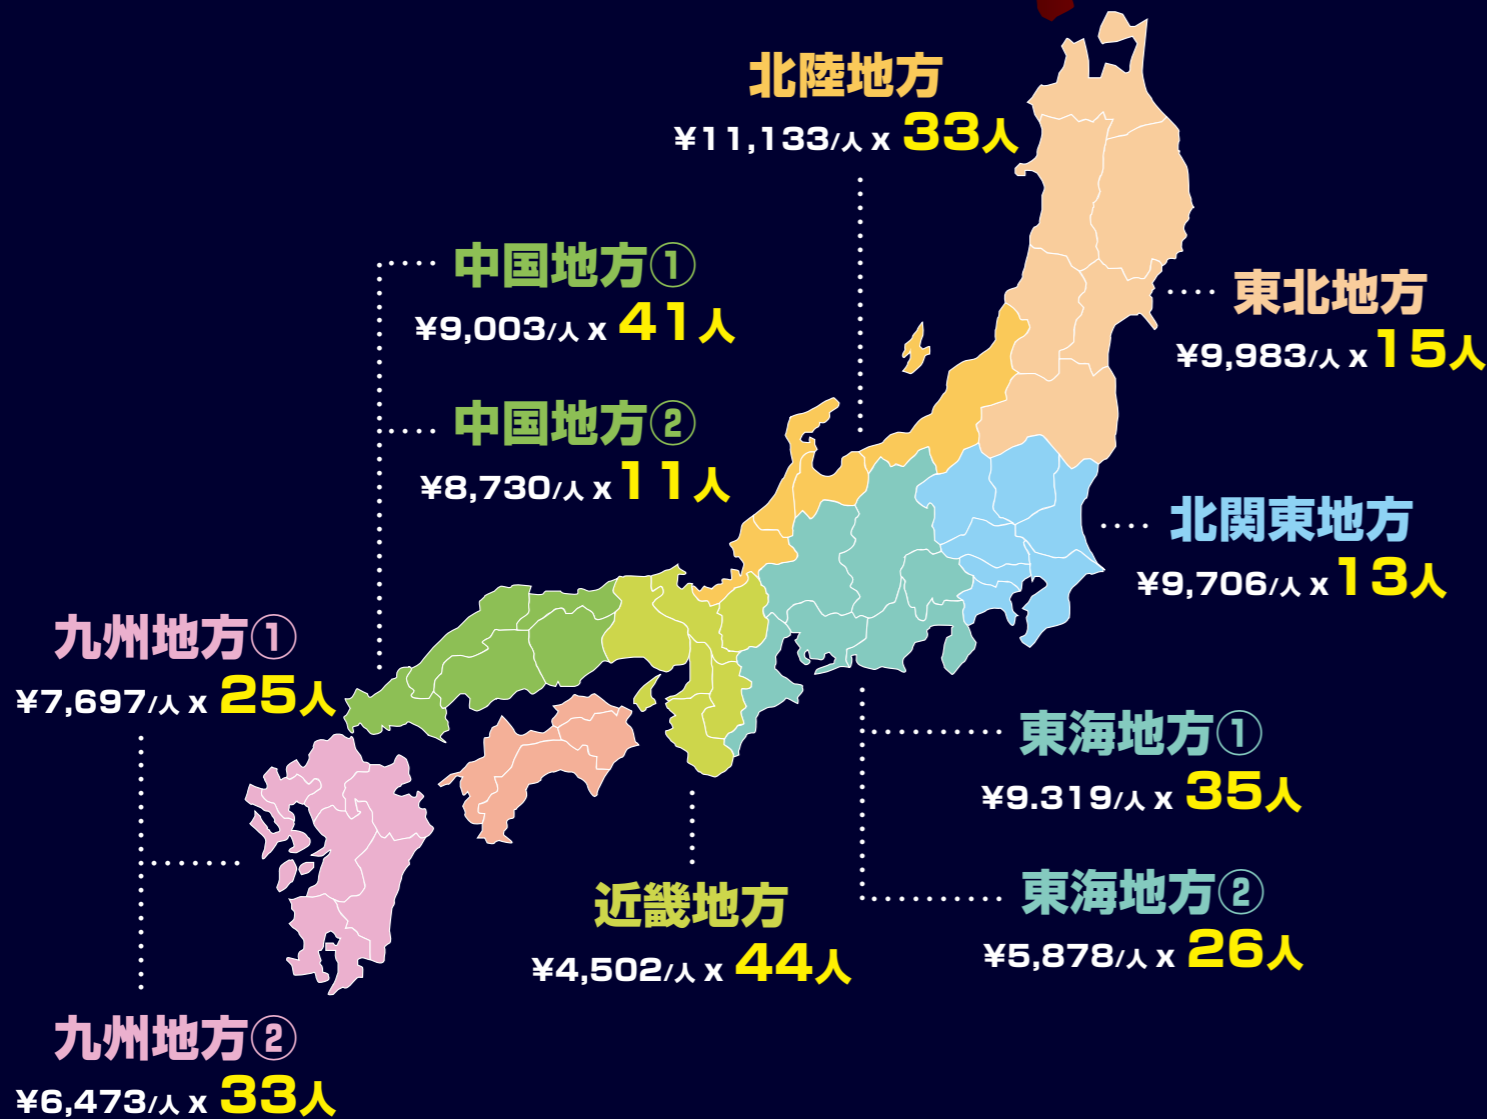 北陸地方
¥11,133/人 x 33人
中国地方①
¥9,003/人 x 41人
中国地方②
¥8,730/人 x 11人
東北地方
¥9,983/人 x 15人
北関東地方
¥9,706/人 x 13人
九州地方①
¥7,697/人 x 25人
東海地方①
¥9.319/人 x 35人
東海地方②
¥5,878/人 x 26人
近畿地方
¥4,502/人 x 44人
九州地方②
¥6,473/人 x 33人